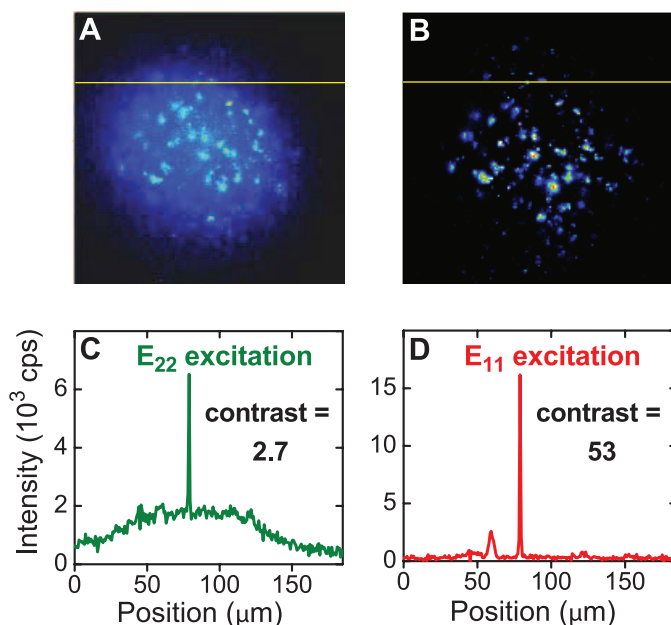 A
B
C
E₂₂ excitation
contrast =
2.7
Intensity (10³ cps)
6
4
2
0
0 50 100 150
Position (µm)
D
E₁₁ excitation
contrast =
53
15
10
5
0
0 50 100 150
Position (µm)